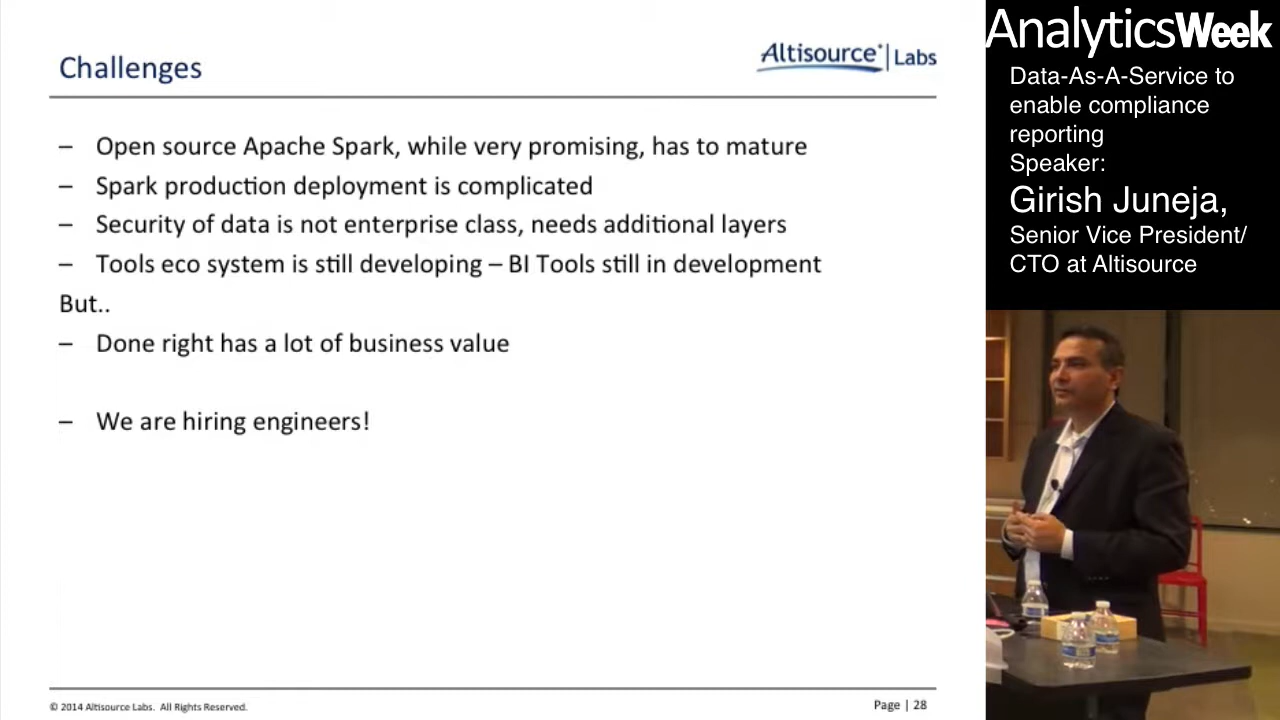 Challenges
Altisource® | Labs
– Open source Apache Spark, while very promising, has to mature
– Spark production deployment is complicated
– Security of data is not enterprise class, needs additional layers
– Tools eco system is still developing – BI Tools still in development
But..
– Done right has a lot of business value
– We are hiring engineers!
© 2014 Altisource Labs. All Rights Reserved.
Page | 28
AnalyticsWeek
Data-As-A-Service to
enable compliance
reporting
Speaker:
Girish Juneja,
Senior Vice President/
CTO at Altisource